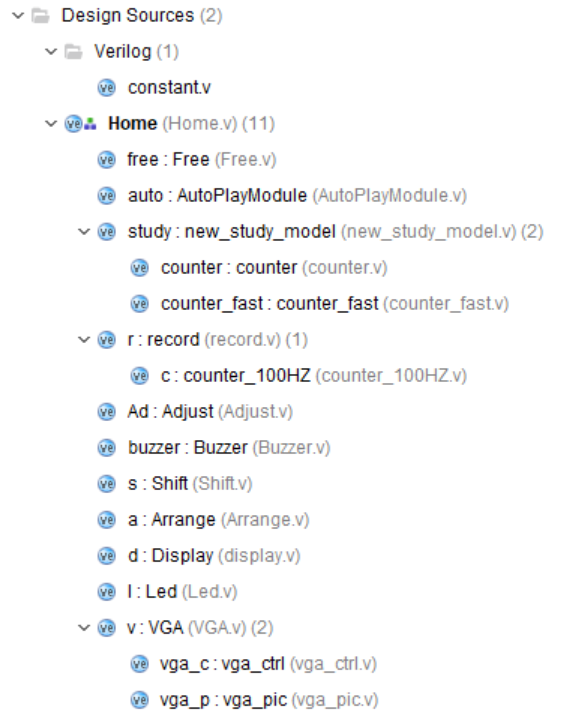 Design Sources (2)
Verilog (1)
constant.v
Home (Home.v) (11)
free : Free (Free.v)
auto : AutoPlayModule (AutoPlayModule.v)
study : new_study_model (new_study_model.v) (2)
counter : counter (counter.v)
counter_fast : counter_fast (counter_fast.v)
r : record (record.v) (1)
c : counter_100HZ (counter_100HZ.v)
Ad : Adjust (Adjust.v)
buzzer : Buzzer (Buzzer.v)
s : Shift (Shift.v)
a : Arrange (Arrange.v)
d : Display (display.v)
l : Led (Led.v)
v : VGA (VGA.v) (2)
vga_c : vga_ctrl (vga_ctrl.v)
vga_p : vga_pic (vga_pic.v)